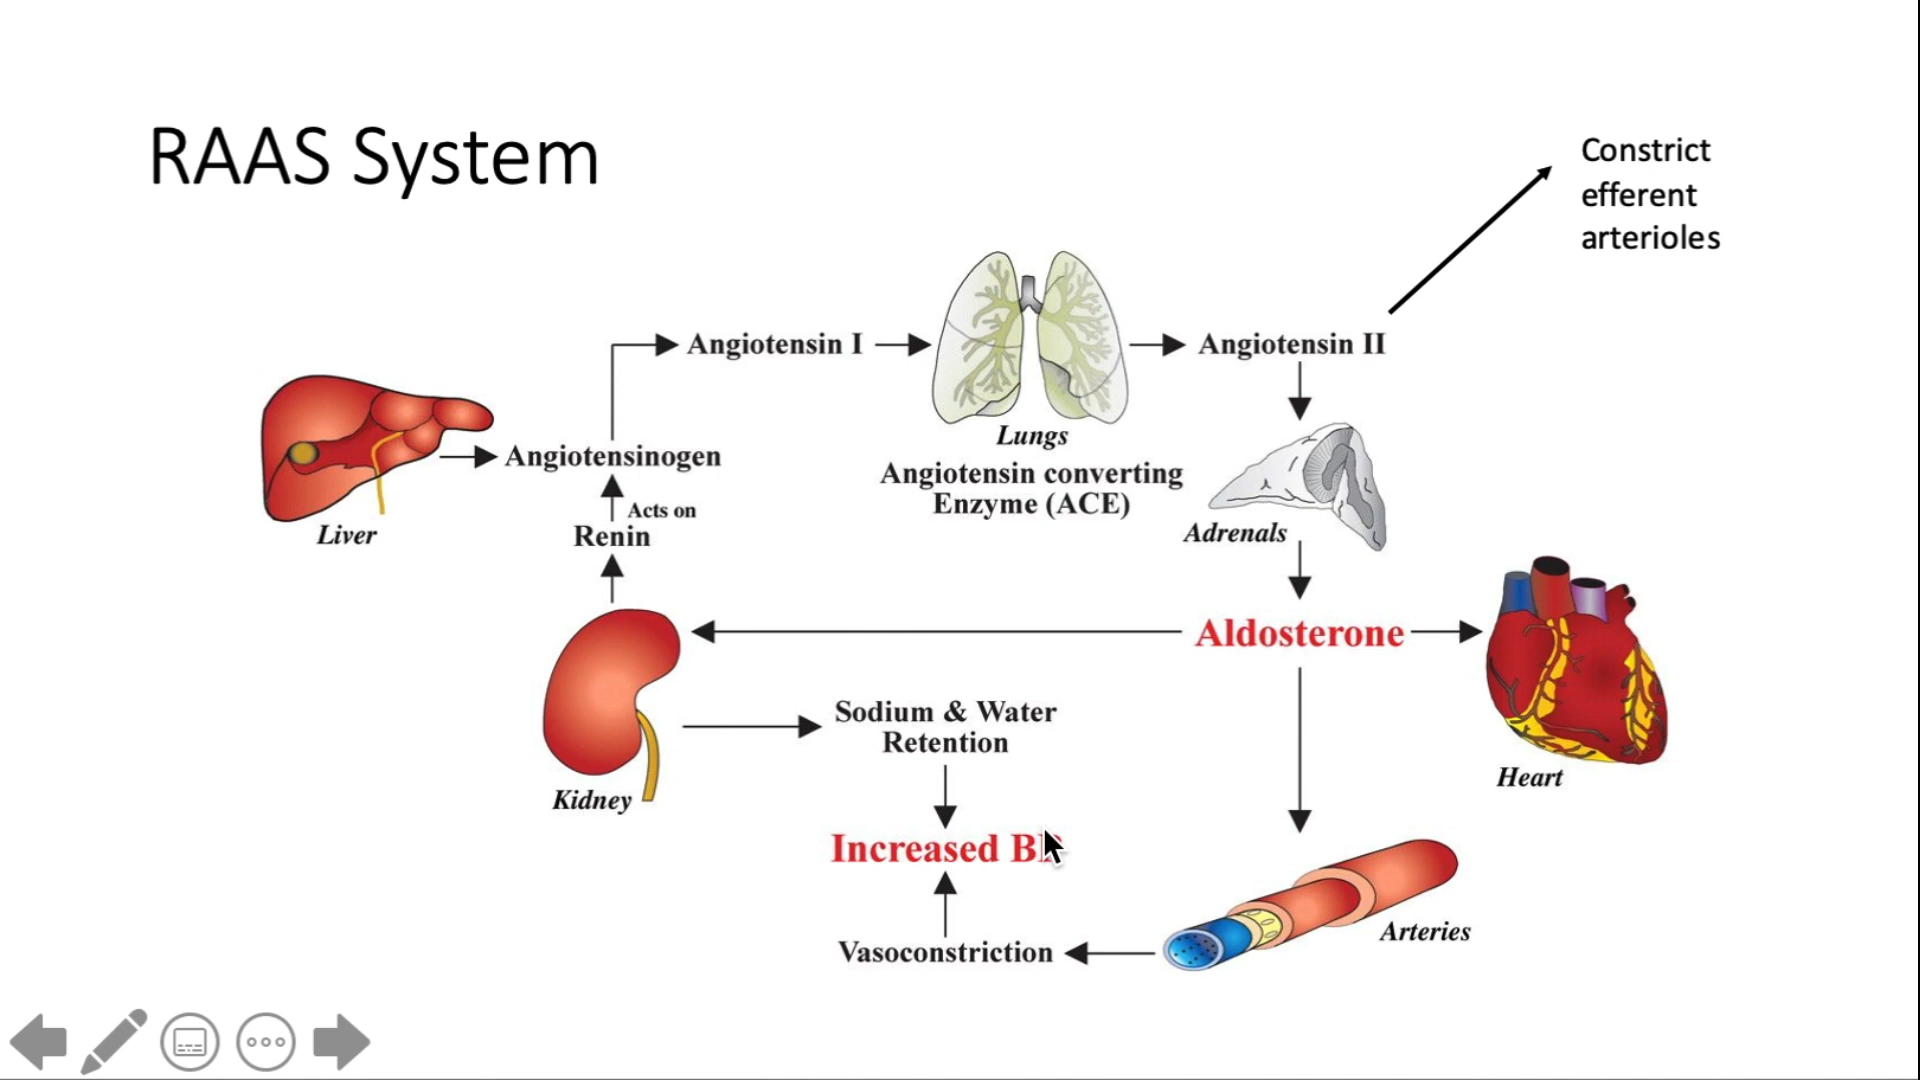 RAAS System
Constrict
efferent
arterioles
Angiotensin I
Angiotensin II
Lungs
Angiotensin converting
Enzyme (ACE)
Angiotensinogen
Acts on
Renin
Liver
Adrenals
Aldosterone
Sodium & Water
Retention
Kidney
Heart
Increased
Arteries
Vasoconstriction